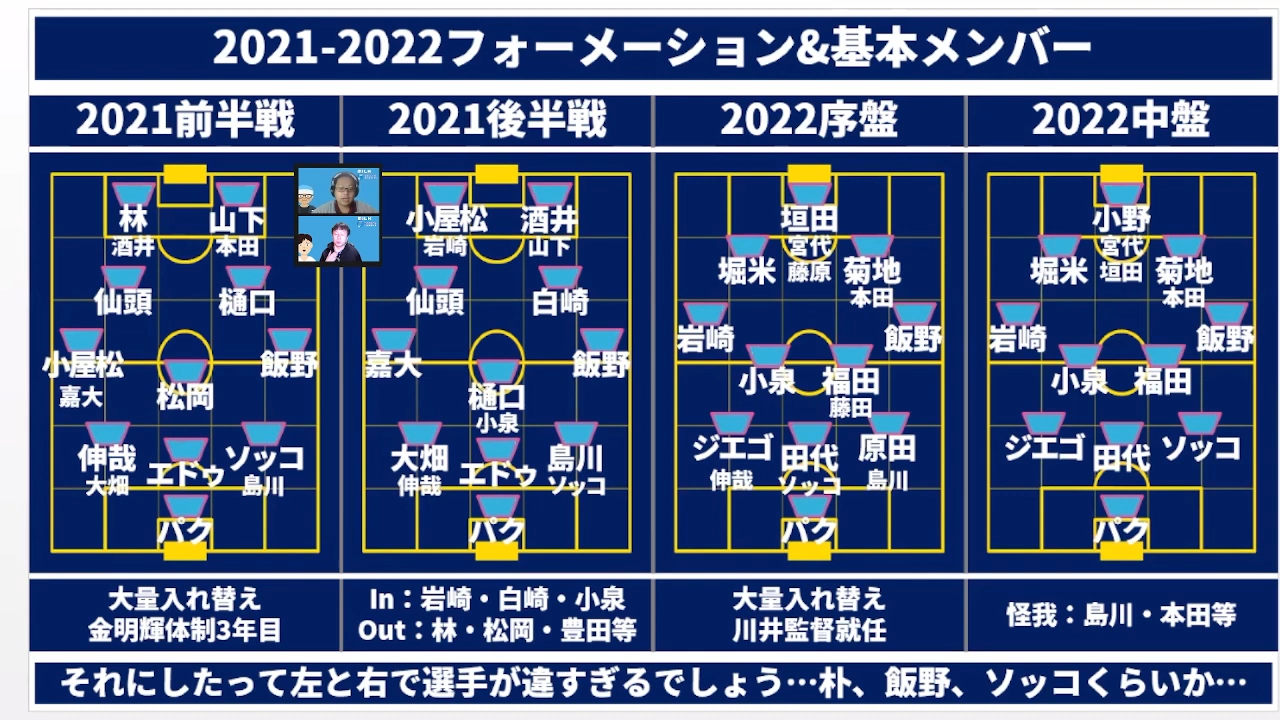 2021-2022フォーメーション&基本メンバー
2021前半戦
2021後半戦
2022序盤
2022中盤
林
酒井
山下
本田
仙頭
樋口
小屋松
嘉大
飯野
松岡
伸哉
大畑
エドゥ
ソッコ
島川
パク
小屋松
岩崎
酒井
山下
仙頭
白崎
嘉大
飯野
樋口
小泉
大畑
伸哉
エドゥ
島川
ソッコ
パク
垣田
宮代
藤原
堀米
菊地
本田
岩崎
飯野
小泉
福田
藤田
ジエゴ
伸哉
田代
ソッコ
原田
島川
パク
小野
宮代
垣田
堀米
菊地
本田
岩崎
飯野
小泉
福田
ジエゴ
田代
ソッコ
パク
大量入れ替え
金明輝体制3年目
In：岩崎・白崎・小泉
Out：林・松岡・豊田等
大量入れ替え
川井監督就任
怪我：島川・本田等
それにしたって左と右で選手が違すぎるでしょう…朴、飯野、ソッコくらいか…